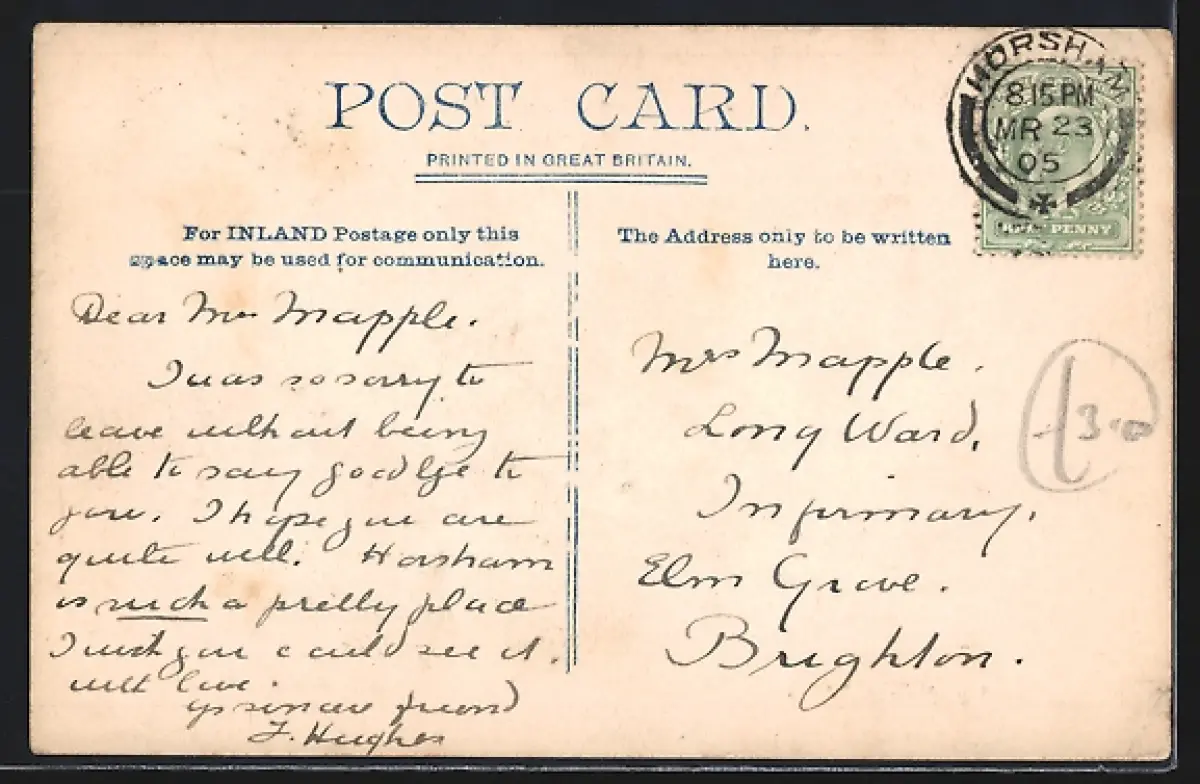 POST CARD.
PRINTED IN GREAT BRITAIN.
For INLAND Postage only this
space may be used for communication.
The Address only to be written
here.
HORSHAM
8.15 PM
MR 23
05
HALF PENNY
Dear Mrs Mapple.
I was so sorry to
leave without being
able to say goodbye to
you. I hope you are
quite well. Horsham
is such a pretty place
I wish you could see it.
with love.
yr sincere friend
F. Hughes
Mrs Mapple.
Long Ward,
Infirmary.
Elm Grove.
Brighton.